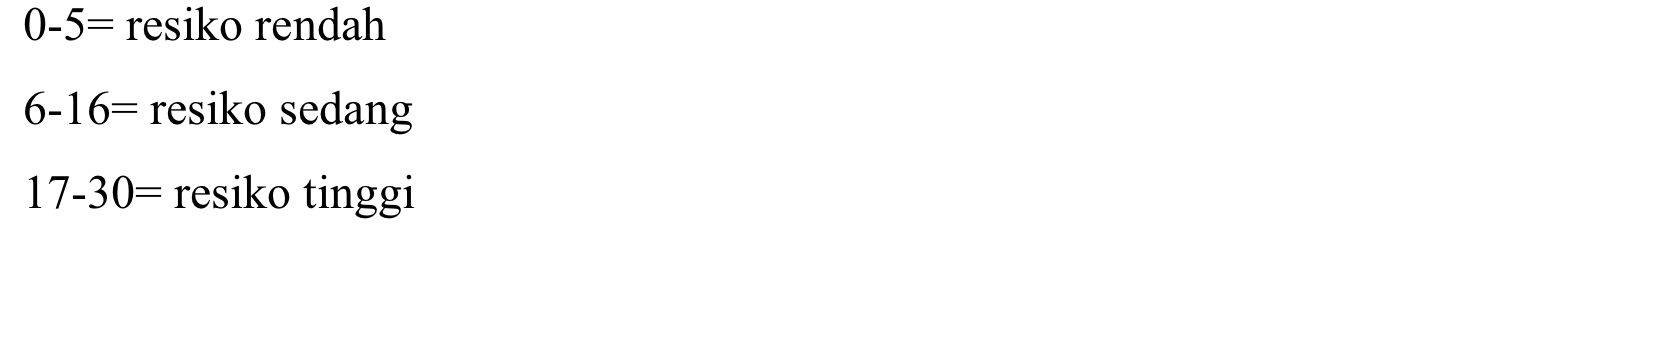 0-5= resiko rendah
6-16= resiko sedang
17-30= resiko tinggi